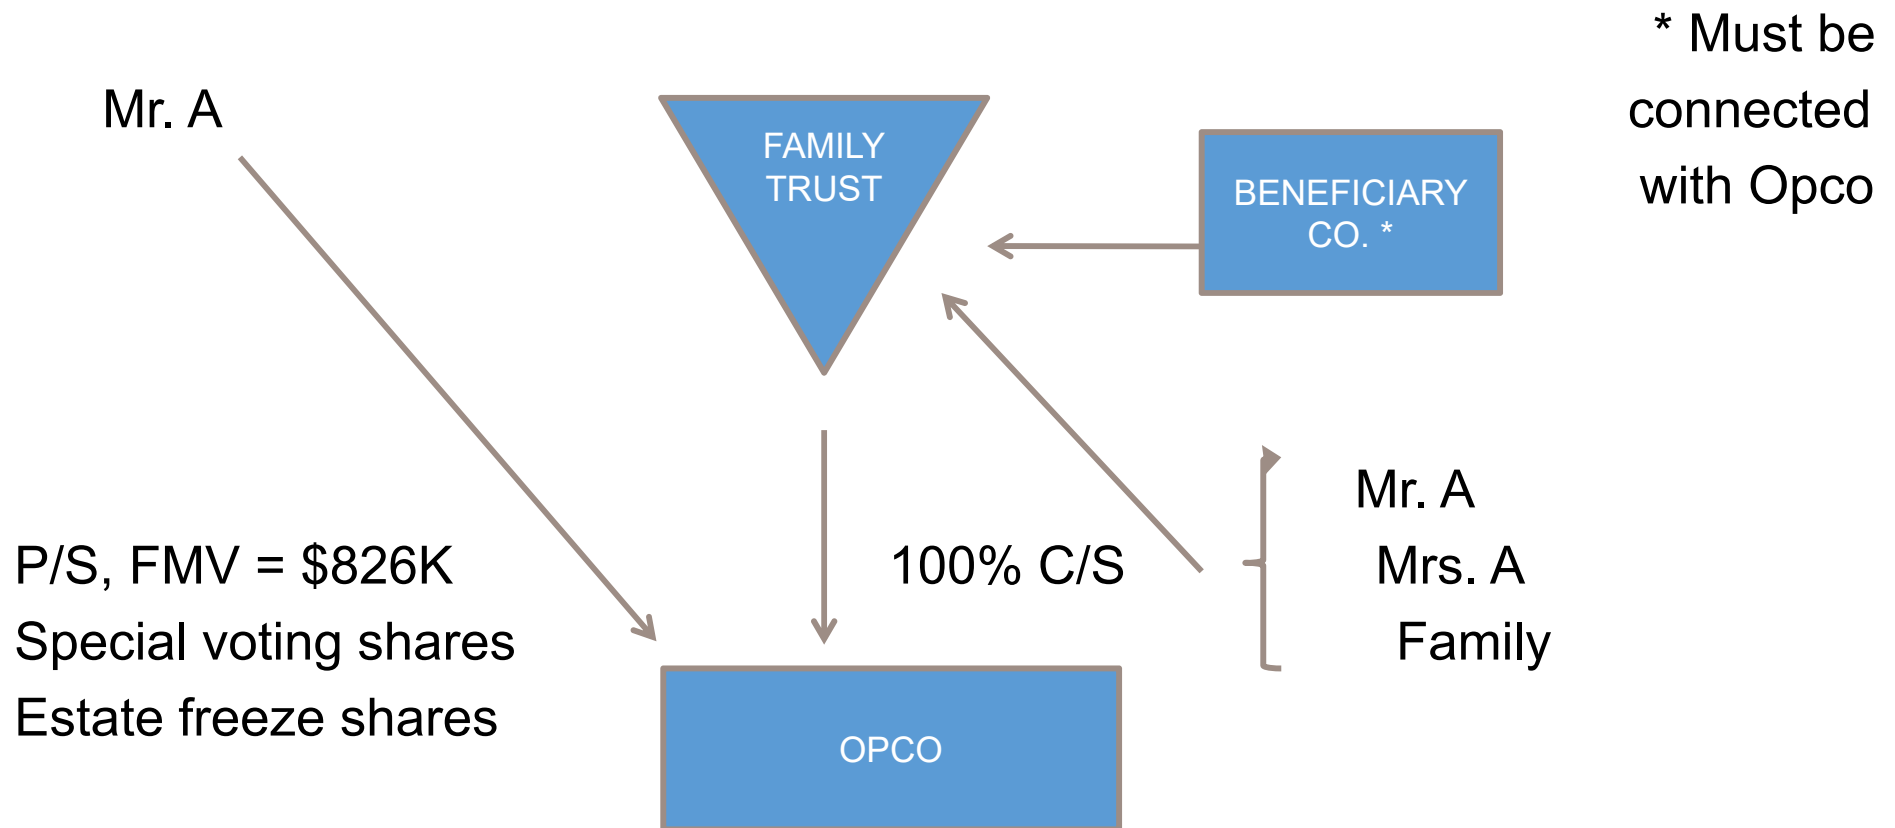 * Must be
connected
with Opco
Mr. A
FAMILY
TRUST
BENEFICIARY
CO. *
Mr. A
Mrs. A
Family
100% C/S
P/S, FMV = $826K
Special voting shares
Estate freeze shares
OPCO